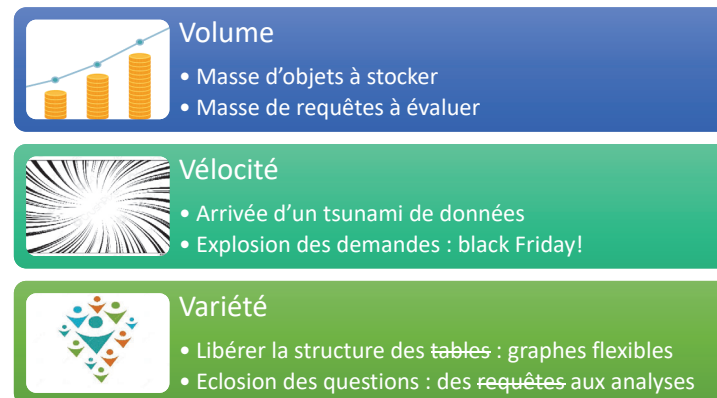 Volume
• Masse d'objets à stocker
• Masse de requêtes à évaluer
Vélocité
• Arrivée d'un tsunami de données
• Explosion des demandes : black Friday!
Variété
• Libérer la structure des tables : graphes flexibles
• Eclosion des questions : des requêtes aux analyses